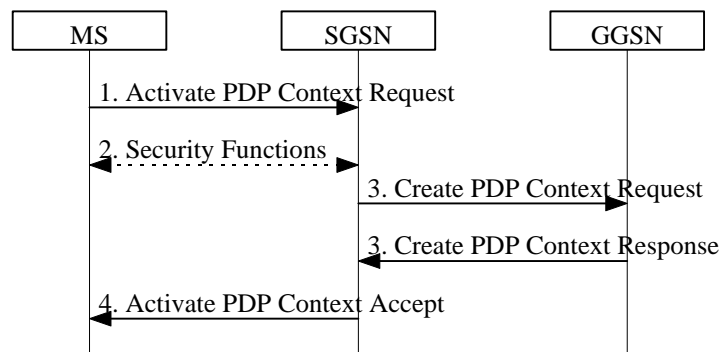 MS
SGSN
GGSN
1. Activate PDP Context Request
2. Security Functions
3. Create PDP Context Request
3. Create PDP Context Response
4. Activate PDP Context Accept